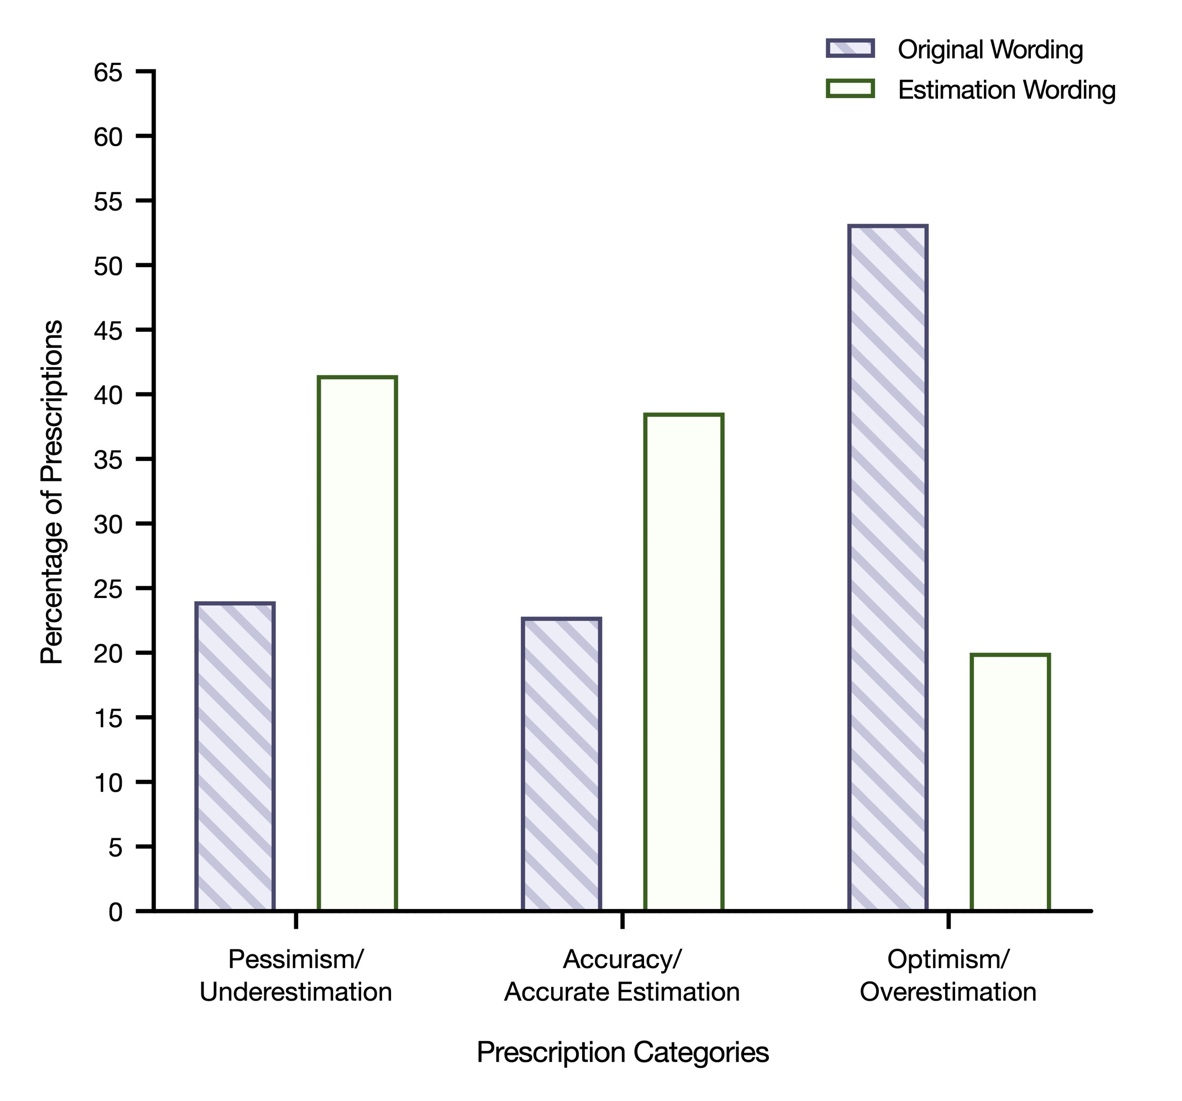 Original Wording
Estimation Wording
65
60
55
50
45
40
35
30
25
20
15
10
5
0
Percentage of Prescriptions
Pessimism/
Underestimation
Accuracy/
Accurate Estimation
Optimism/
Overestimation
Prescription Categories